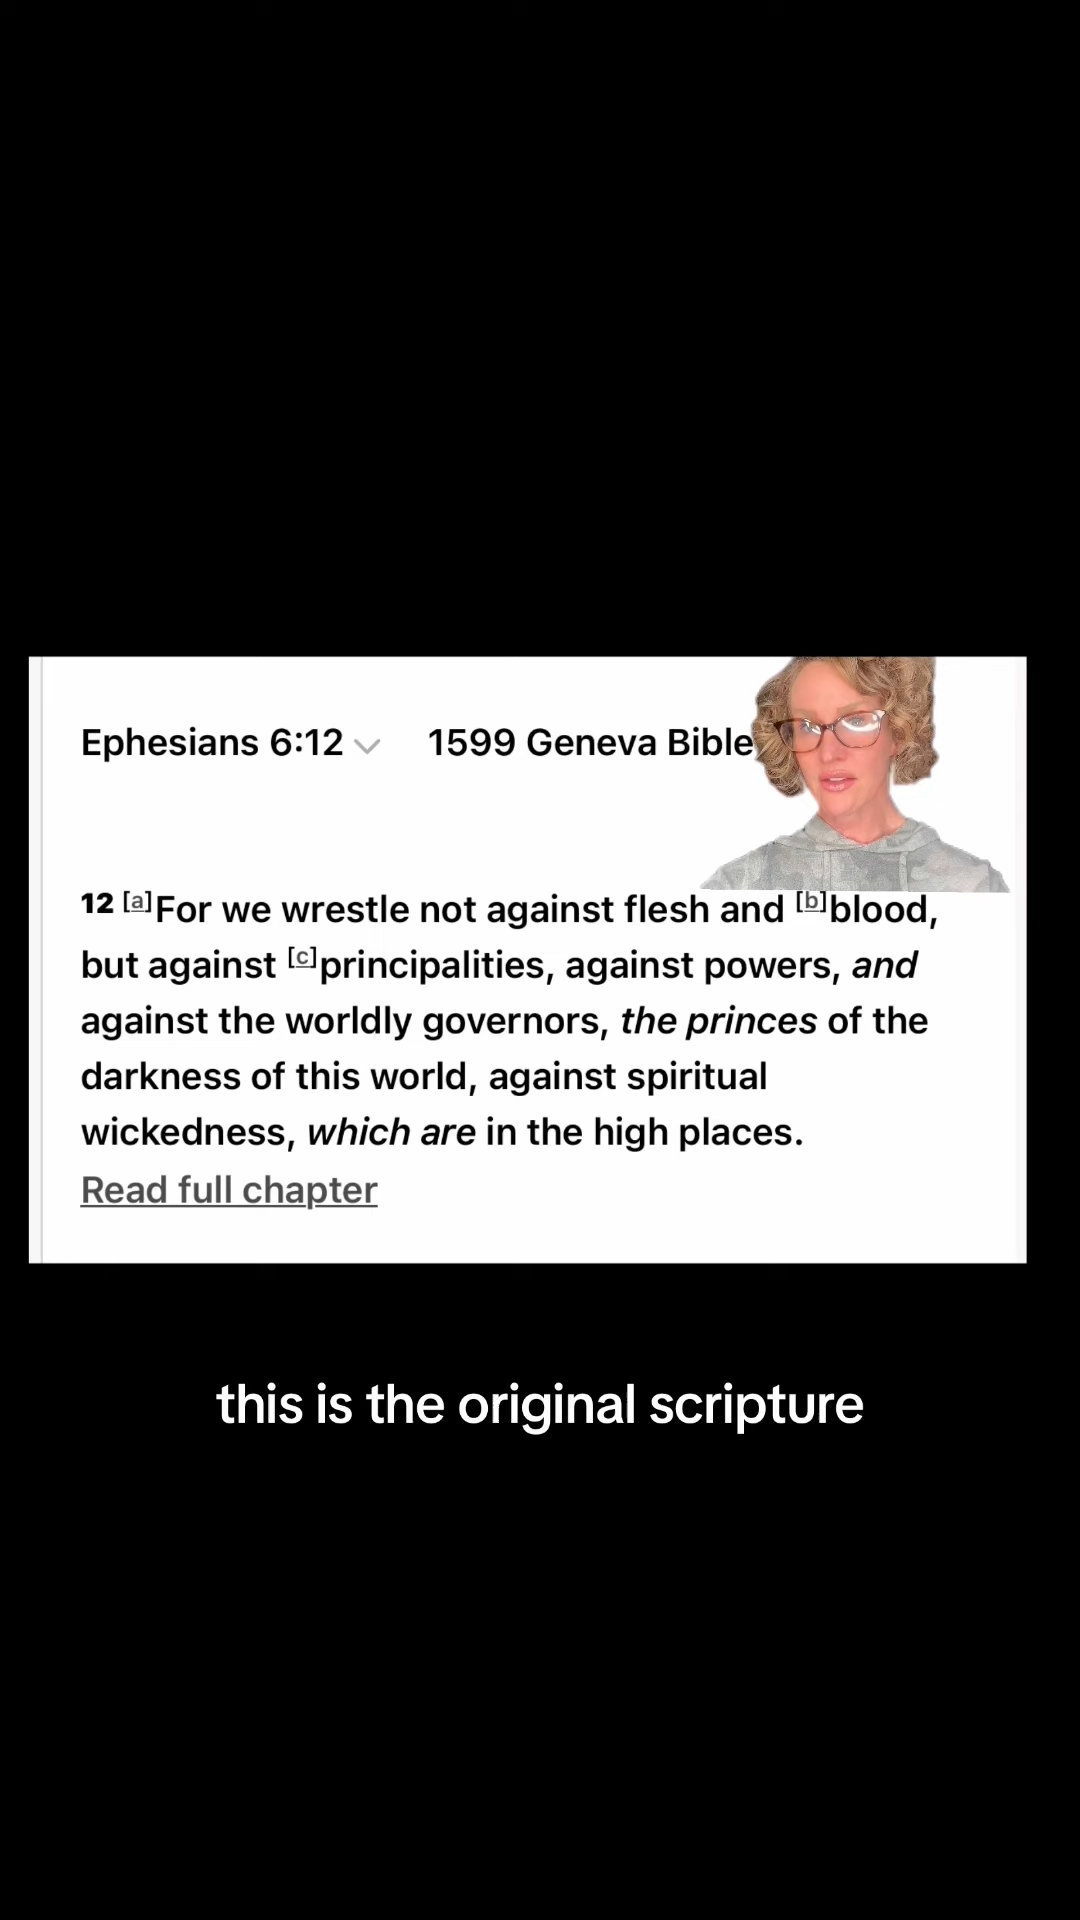 Ephesians 6:12 1599 Geneva Bible
12 [a]For we wrestle not against flesh and [b]blood,
but against [c]principalities, against powers, and
against the worldly governors, the princes of the
darkness of this world, against spiritual
wickedness, which are in the high places.
Read full chapter
this is the original scripture